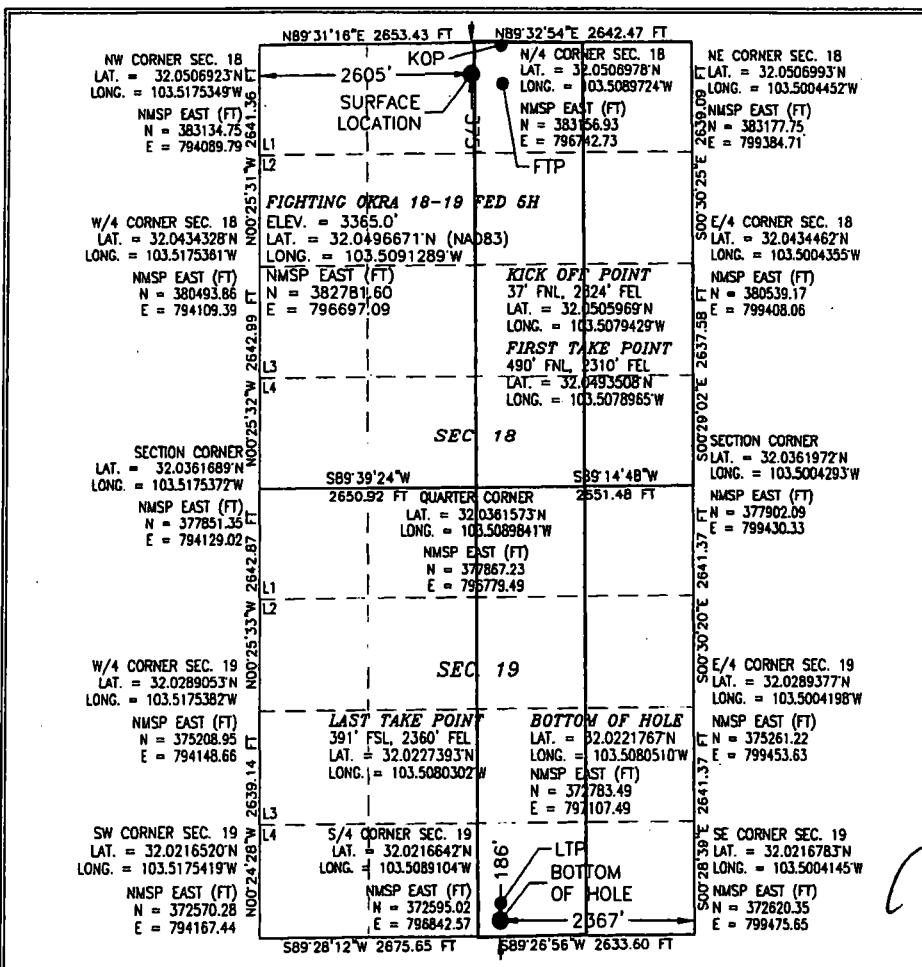 N89°31'16"E 2653.43 FT
N89°32'54"E 2642.47 FT
NW CORNER SEC. 18
LAT. = 32.0506923°N
LONG. = 103.5175349°W
NMSP EAST (FT)
N = 383134.75
E = 794089.79
2605'
SURFACE
LOCATION
375'
KOP
N/4 CORNER SEC. 18
LAT. = 32.0506978°N
LONG. = 103.5089724°W
NMSP EAST (FT)
N = 383156.93
E = 796742.73
FTP
NE CORNER SEC. 18
LAT. = 32.0506993°N
LONG. = 103.5004452°W
NMSP EAST (FT)
N = 383177.75
E = 799384.71
N00°25'31"W 2641.36 FT
S00°30'25"E 2639.09 FT
L1
L2
FIGHTING OKRA 18-19 FED 6H
ELEV. = 3365.0'
LAT. = 32.0496671°N (NAD83)
LONG. = 103.5091289°W
NMSP EAST (FT)
N = 382781.60
E = 796697.09
W/4 CORNER SEC. 18
LAT. = 32.0434328°N
LONG. = 103.5175361°W
NMSP EAST (FT)
N = 380493.86
E = 794109.39
E/4 CORNER SEC. 18
LAT. = 32.0434462°N
LONG. = 103.5004355°W
NMSP EAST (FT)
N = 380539.17
E = 799408.06
KICK OFF POINT
37' FNL, 2324' FEL
LAT. = 32.0505969°N
LONG. = 103.5079429°W
FIRST TAKE POINT
490' FNL, 2310' FEL
LAT. = 32.0493508°N
LONG. = 103.5078965°W
N00°25'32"W 2642.99 FT
S00°29'02"E 2637.58 FT
L3
L4
SEC 18
SECTION CORNER
LAT. = 32.0361689°N
LONG. = 103.5175372°W
NMSP EAST (FT)
N = 377851.35
E = 794129.02
S89°39'24"W
2650.92 FT
S89°14'48"W
2651.48 FT
QUARTER CORNER
LAT. = 32.0361573°N
LONG. = 103.5089841°W
NMSP EAST (FT)
N = 377867.23
E = 796779.49
SECTION CORNER
LAT. = 32.0361972°N
LONG. = 103.5004293°W
NMSP EAST (FT)
N = 377902.09
E = 799430.33
N00°25'33"W 2642.87 FT
S00°30'20"E 2641.37 FT
L1
L2
SEC 19
W/4 CORNER SEC. 19
LAT. = 32.0289053°N
LONG. = 103.5175382°W
NMSP EAST (FT)
N = 375208.95
E = 794148.66
E/4 CORNER SEC. 19
LAT. = 32.0289377°N
LONG. = 103.5004198°W
NMSP EAST (FT)
N = 375261.22
E = 799453.63
LAST TAKE POINT
391' FSL, 2360' FEL
LAT. = 32.0227393°N
LONG. = 103.5080302°W
BOTTOM OF HOLE
LAT. = 32.0221767°N
LONG. = 103.5080510°W
NMSP EAST (FT)
N = 372783.49
E = 797107.49
N00°24'28"W 2639.14 FT
S00°28'39"E 2641.37 FT
L3
L4
SW CORNER SEC. 19
LAT. = 32.0216520°N
LONG. = 103.5175419°W
NMSP EAST (FT)
N = 372570.28
E = 794167.44
S/4 CORNER SEC. 19
LAT. = 32.0216642°N
LONG. = 103.5089104°W
NMSP EAST (FT)
N = 372595.02
E = 796842.57
186'
LTP
BOTTOM
OF HOLE
2367'
SE CORNER SEC. 19
LAT. = 32.0216783°N
LONG. = 103.5004145°W
NMSP EAST (FT)
N = 372620.35
E = 799475.65
S89°28'12"W 2675.65 FT
S89°26'56"W 2633.60 FT